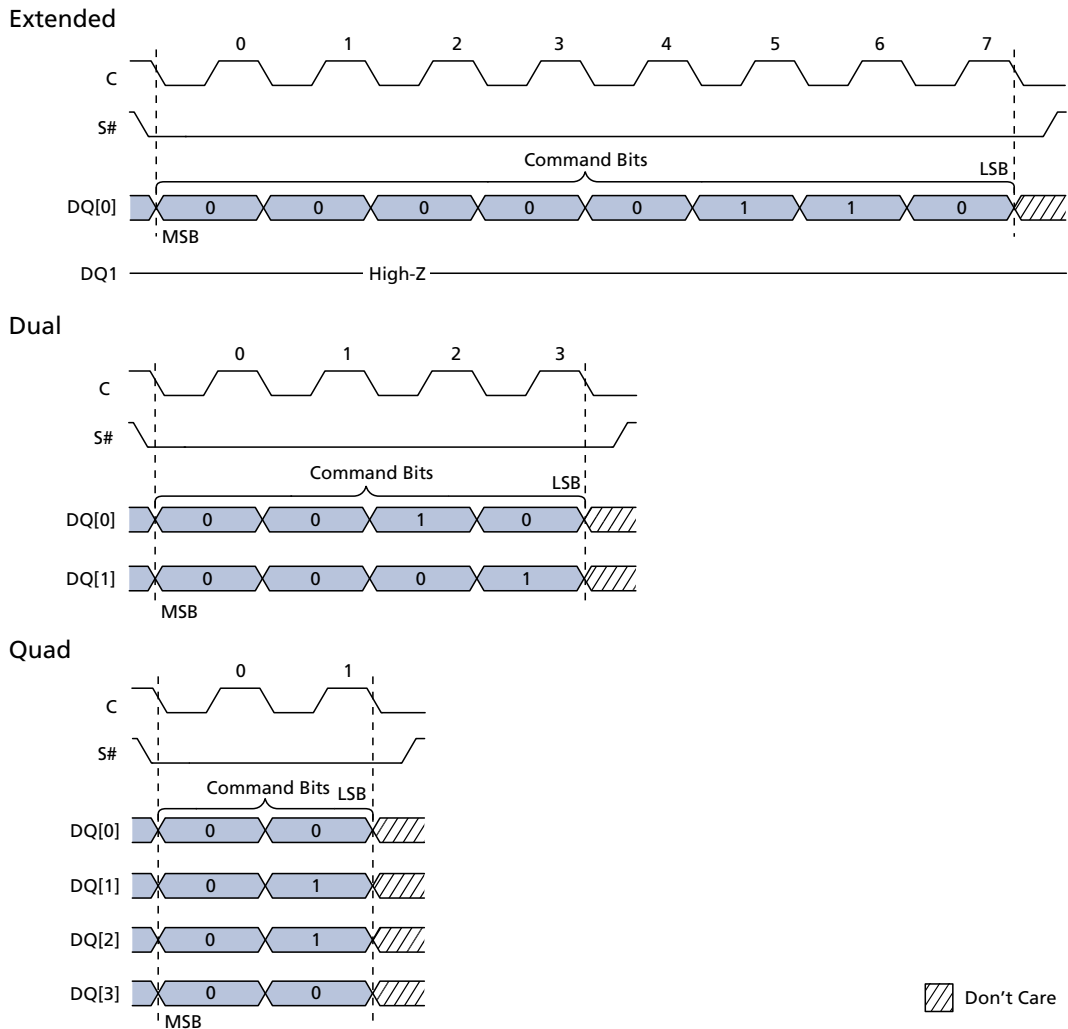 Extended
0 1 2 3 4 5 6 7
C
S#
Command Bits
LSB
DQ[0] 0 0 0 0 0 1 1 0
MSB
DQ1 High-Z
Dual
0 1 2 3
C
S#
Command Bits
LSB
DQ[0] 0 0 1 0
DQ[1] 0 0 0 1
MSB
Quad
0 1
C
S#
Command Bits LSB
DQ[0] 0 0
DQ[1] 0 1
DQ[2] 0 1
DQ[3] 0 0
MSB
Don't Care